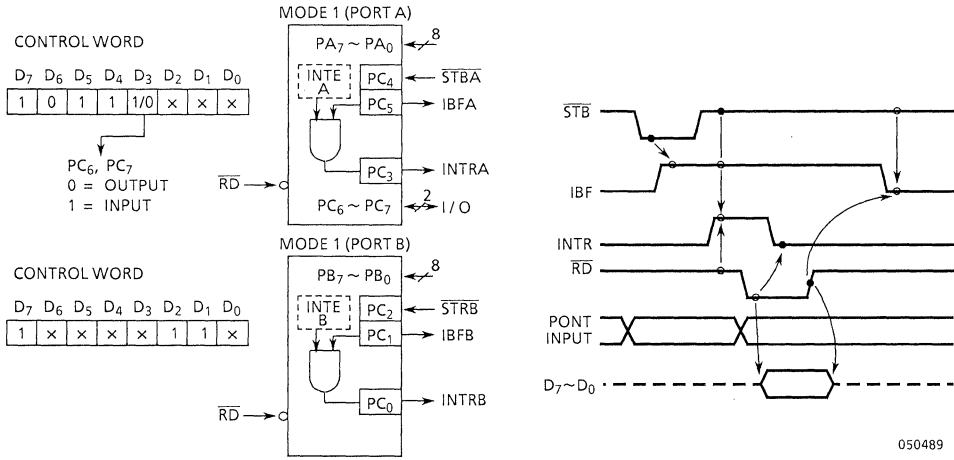 MODE 1 (PORT A)
CONTROL WORD
D7 D6 D5 D4 D3 D2 D1 D0
1 0 1 1 1/0 × × ×
PC6, PC7
0 = OUTPUT
1 = INPUT
PA7 ~ PA0
8
INTE
A
PC4
STBA
PC5
IBFA
PC3
INTRA
RD
PC6 ~ PC7
2
I/O
MODE 1 (PORT B)
CONTROL WORD
D7 D6 D5 D4 D3 D2 D1 D0
1 × × × × 1 1 ×
PB7 ~ PB0
8
INTE
B
PC2
STRB
PC1
IBFB
PC0
INTRB
RD
STB
IBF
INTR
RD
PONT
INPUT
D7~D0
050489